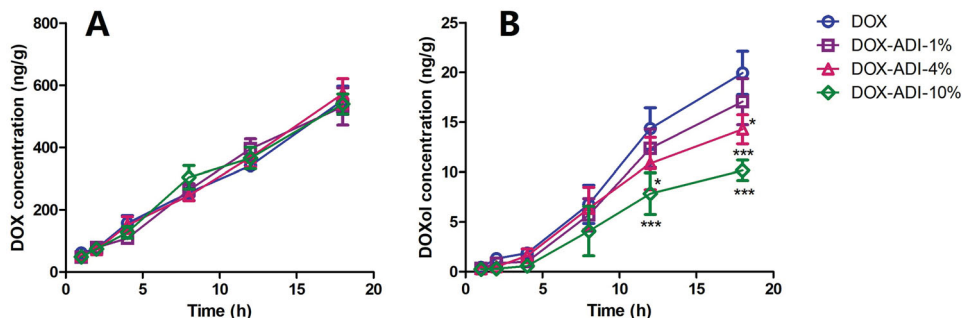 A
DOX concentration (ng/g)
800
600
400
200
0
0 5 10 15 20
Time (h)
B
DOXol concentration (ng/g)
25
20
15
10
5
0
0 5 10 15 20
Time (h)
*
***
***
*
***
DOX
DOX-ADI-1%
DOX-ADI-4%
DOX-ADI-10%